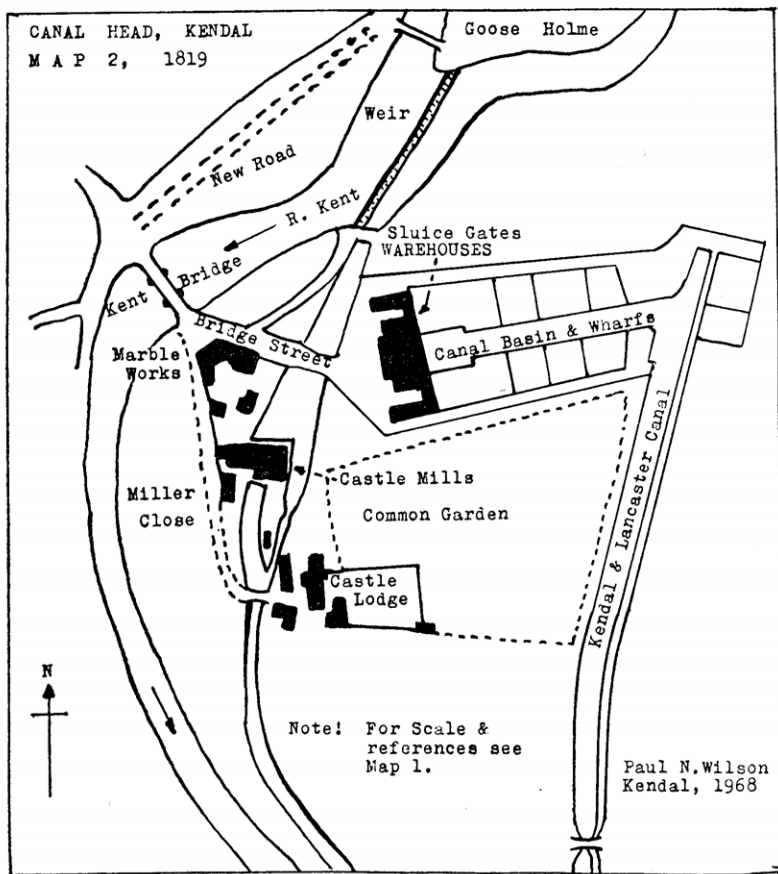 CANAL HEAD, KENDAL
MAP 2, 1819
Goose Holme
Weir
New Road
R. Kent
Sluice Gates
WAREHOUSES
Kent Bridge
Bridge Street
Canal Basin & Wharfs
Marble
Works
Castle Mills
Miller
Close
Common Garden
Kendal & Lancaster Canal
Castle
Lodge
N
Note! For Scale &
references see
Map 1.
Paul N.Wilson
Kendal, 1968